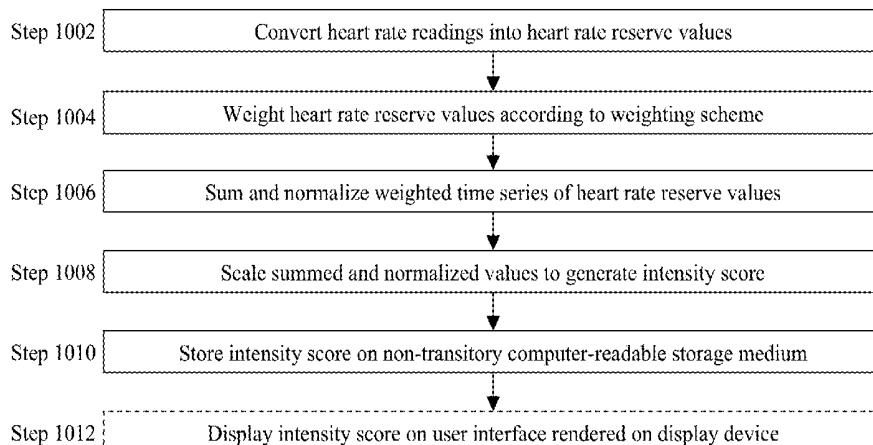 Step 1002 Convert heart rate readings into heart rate reserve values
Step 1004 Weight heart rate reserve values according to weighting scheme
Step 1006 Sum and normalize weighted time series of heart rate reserve values
Step 1008 Scale summed and normalized values to generate intensity score
Step 1010 Store intensity score on non-transitory computer-readable storage medium
Step 1012 Display intensity score on user interface rendered on display device